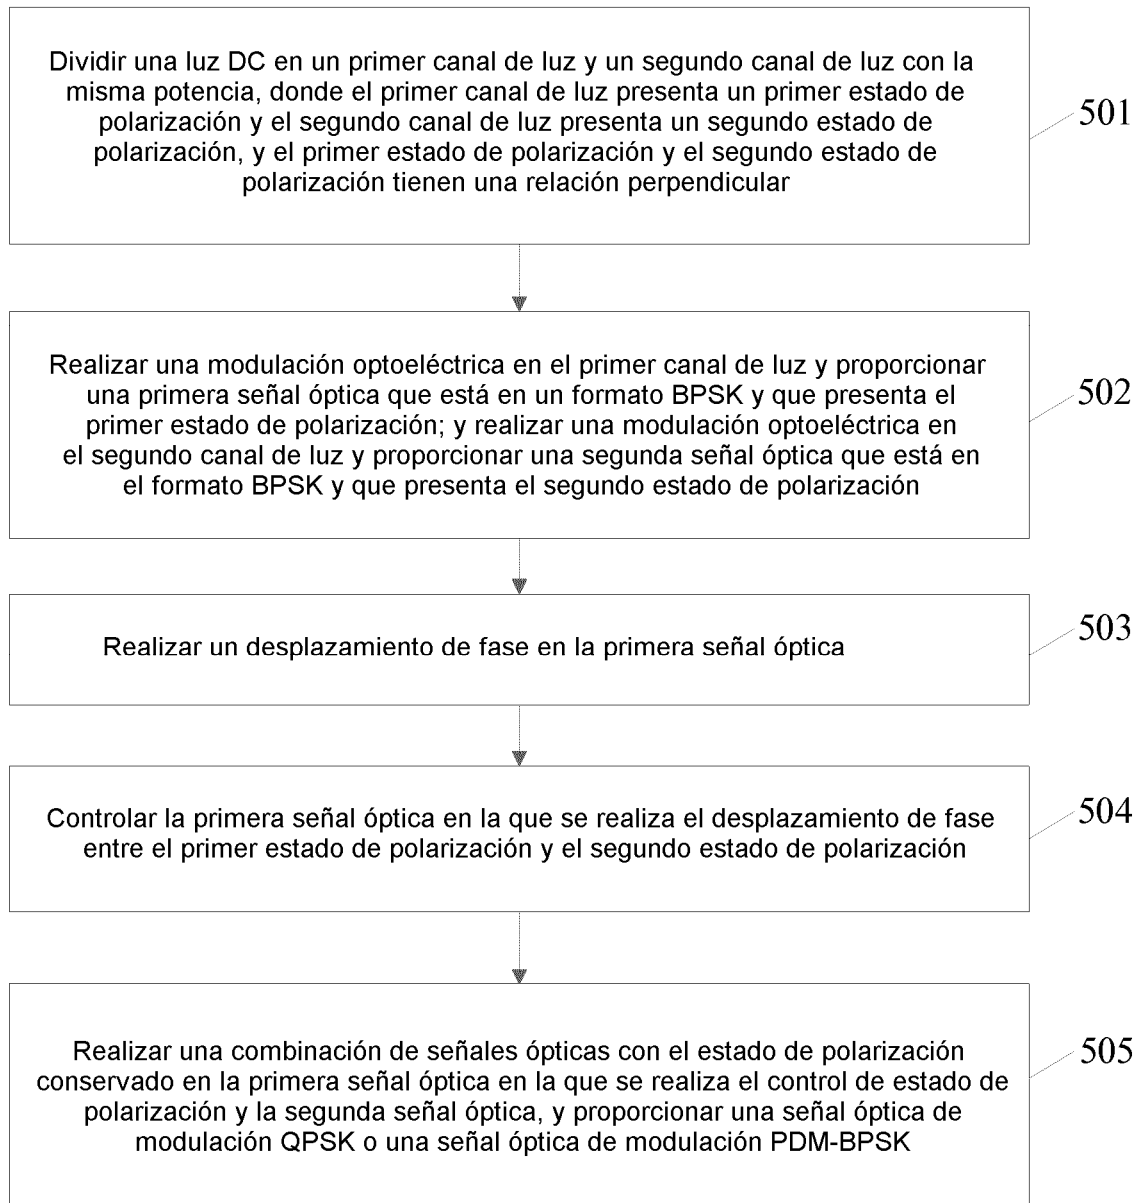 Dividir una luz DC en un primer canal de luz y un segundo canal de luz con la
misma potencia, donde el primer canal de luz presenta un primer estado de
polarización y el segundo canal de luz presenta un segundo estado de
polarización, y el primer estado de polarización y el segundo estado de
polarización tienen una relación perpendicular
501
Realizar una modulación optoeléctrica en el primer canal de luz y proporcionar
una primera señal óptica que está en un formato BPSK y que presenta el
primer estado de polarización; y realizar una modulación optoeléctrica en
el segundo canal de luz y proporcionar una segunda señal óptica que está en
el formato BPSK y que presenta el segundo estado de polarización
502
Realizar un desplazamiento de fase en la primera señal óptica
503
Controlar la primera señal óptica en la que se realiza el desplazamiento de fase
entre el primer estado de polarización y el segundo estado de polarización
504
Realizar una combinación de señales ópticas con el estado de polarización
conservado en la primera señal óptica en la que se realiza el control de estado de
polarización y la segunda señal óptica, y proporcionar una señal óptica de
modulación QPSK o una señal óptica de modulación PDM-BPSK
505